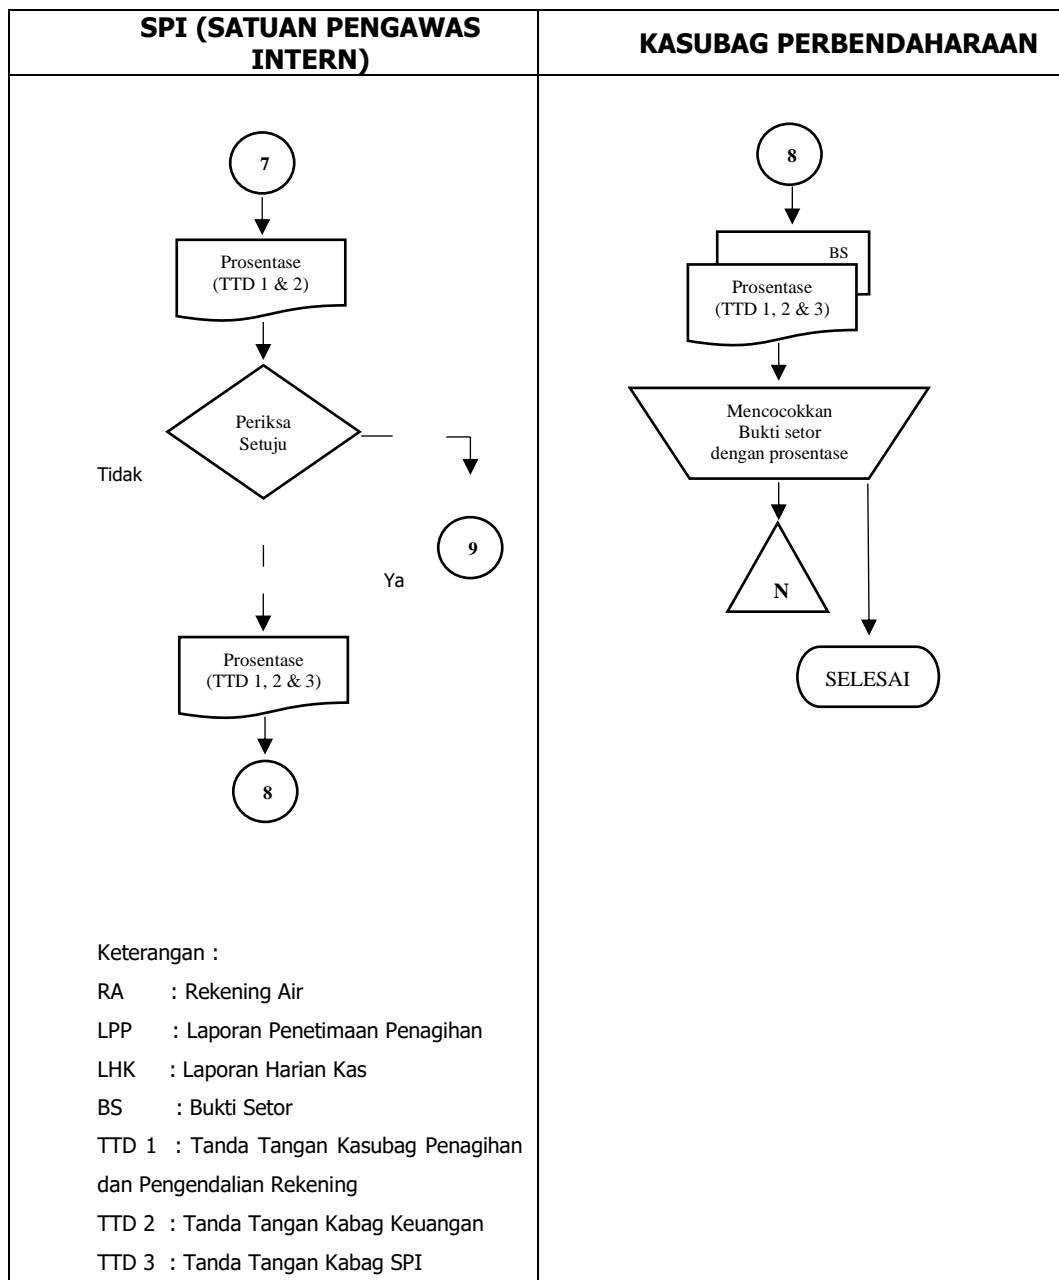 SPI (SATUAN PENGAWAS
INTERN)
7
Prosentase
(TTD 1 & 2)
Periksa
Setuju
Tidak
9
Ya
Prosentase
(TTD 1, 2 & 3)
8
Keterangan :
RA : Rekening Air
LPP : Laporan Penetimaan Penagihan
LHK : Laporan Harian Kas
BS : Bukti Setor
TTD 1 : Tanda Tangan Kasubag Penagihan
dan Pengendalian Rekening
TTD 2 : Tanda Tangan Kabag Keuangan
TTD 3 : Tanda Tangan Kabag SPI
KASUBAG PERBENDAHARAAN
8
BS
Prosentase
(TTD 1, 2 & 3)
Mencocokkan
Bukti setor
dengan prosentase
N
SELESAI